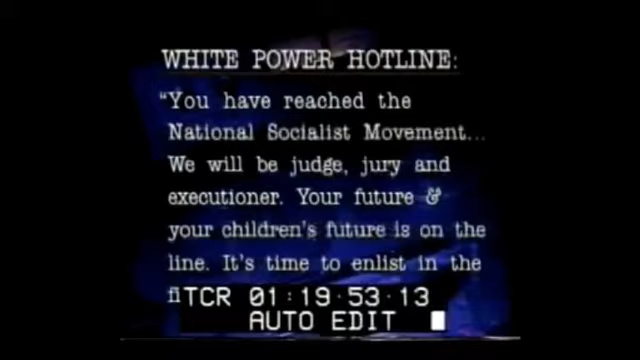 WHITE POWER HOTLINE:
"You have reached the
National Socialist Movement...
We will be judge, jury and
executioner. Your future &
your children's future is on the
line. It's time to enlist in the
TCR 01:19:53:13
AUTO EDIT